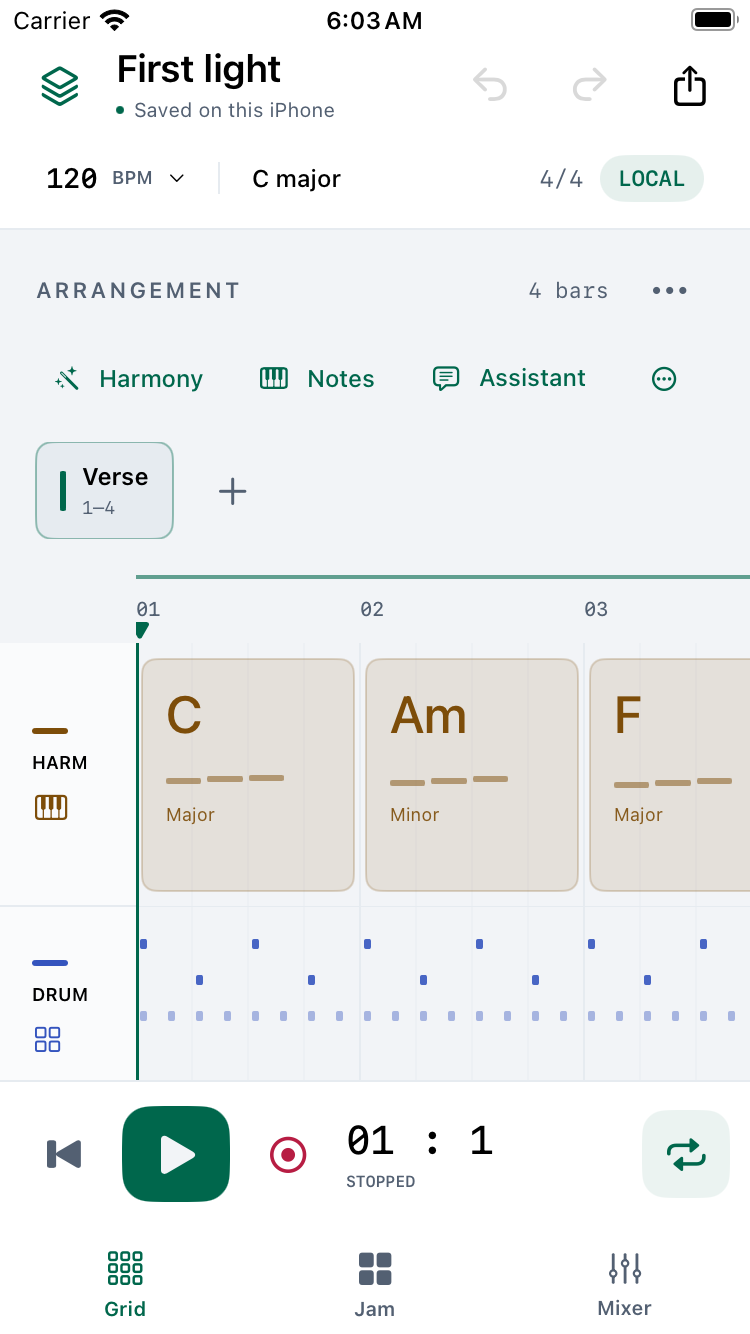 Carrier 6:03 AM
First light
Saved on this iPhone
120 BPM C major 4/4 LOCAL
ARRANGEMENT 4 bars
Harmony Notes Assistant
Verse
1–4
01 02 03
HARM
C Am F
Major Minor Major
DRUM
01 : 1
STOPPED
Grid Jam Mixer